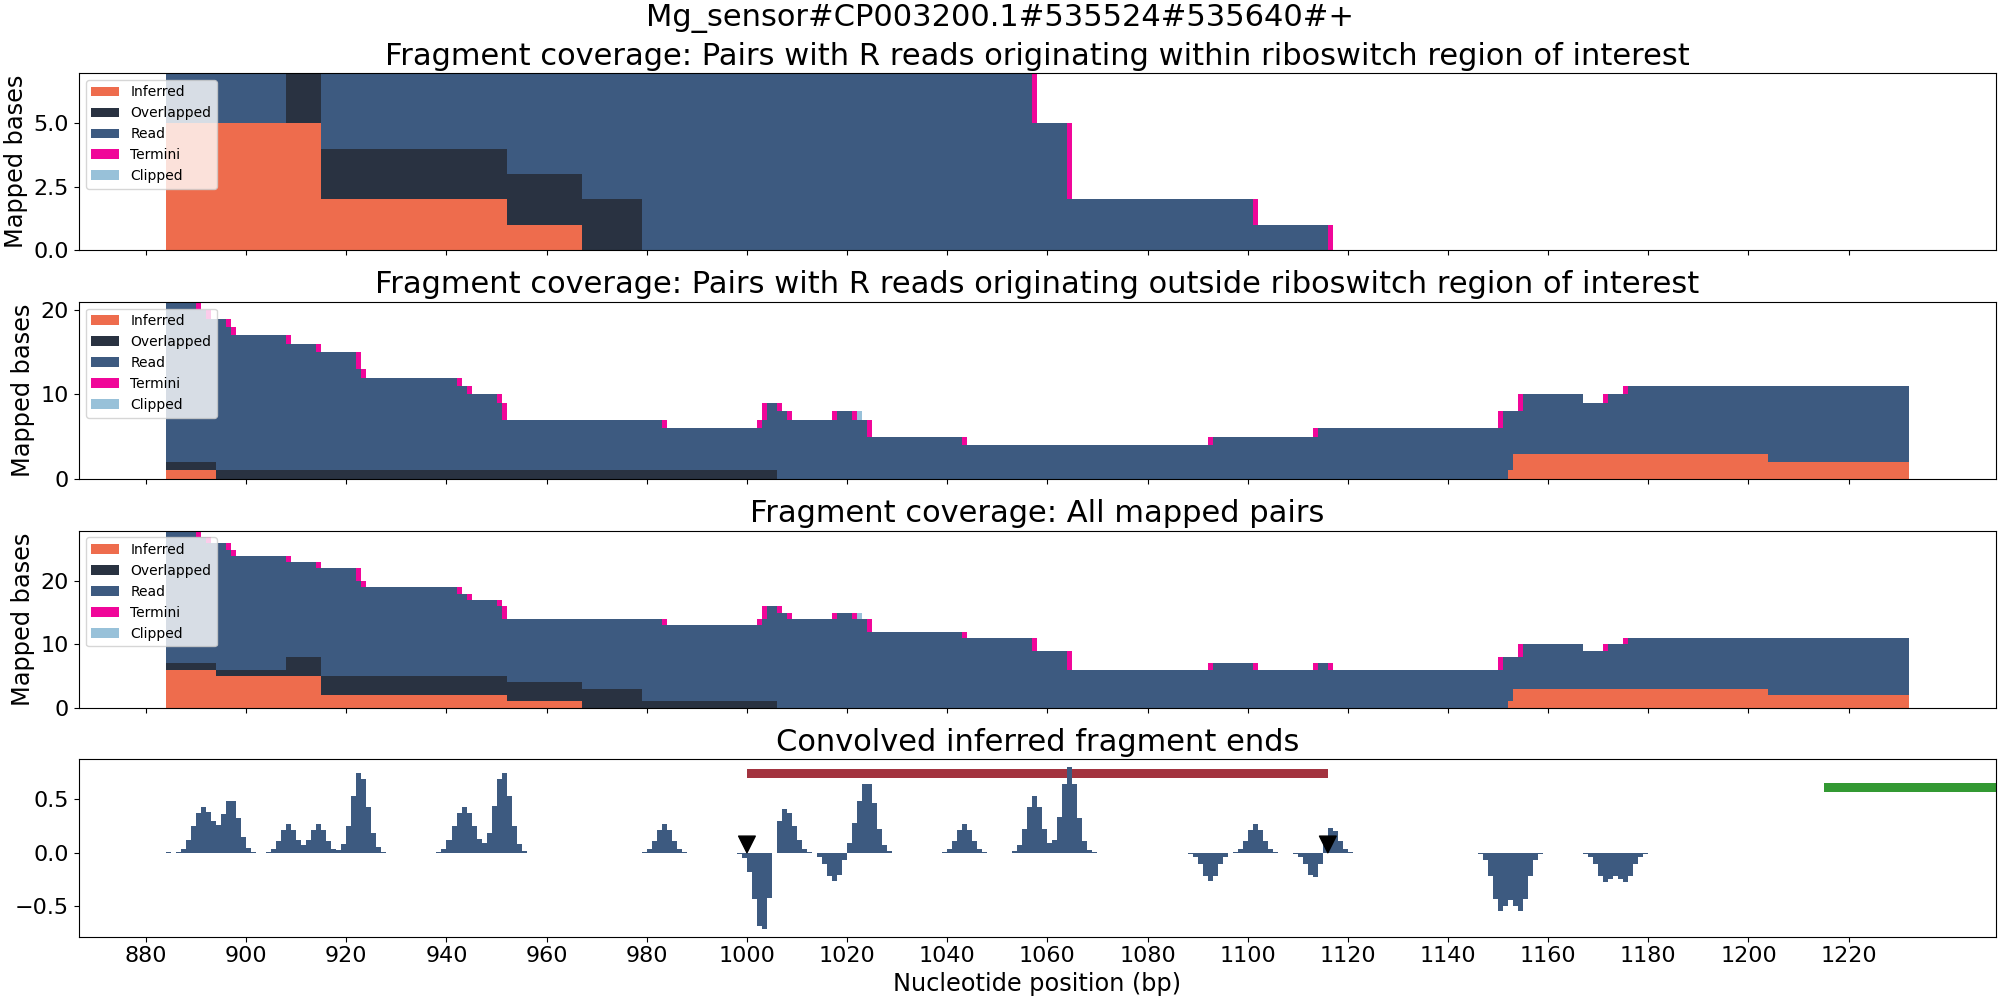 Mg_sensor#CP003200.1#535524#535640#+
Fragment coverage: Pairs with R reads originating within riboswitch region of interest
Mapped bases
5.0
2.5
0.0
Inferred
Overlapped
Read
Termini
Clipped
Fragment coverage: Pairs with R reads originating outside riboswitch region of interest
Mapped bases
20
10
0
Inferred
Overlapped
Read
Termini
Clipped
Fragment coverage: All mapped pairs
Mapped bases
20
10
0
Inferred
Overlapped
Read
Termini
Clipped
Convolved inferred fragment ends
0.5
0.0
−0.5
880 900 920 940 960 980 1000 1020 1040 1060 1080 1100 1120 1140 1160 1180 1200 1220
Nucleotide position (bp)